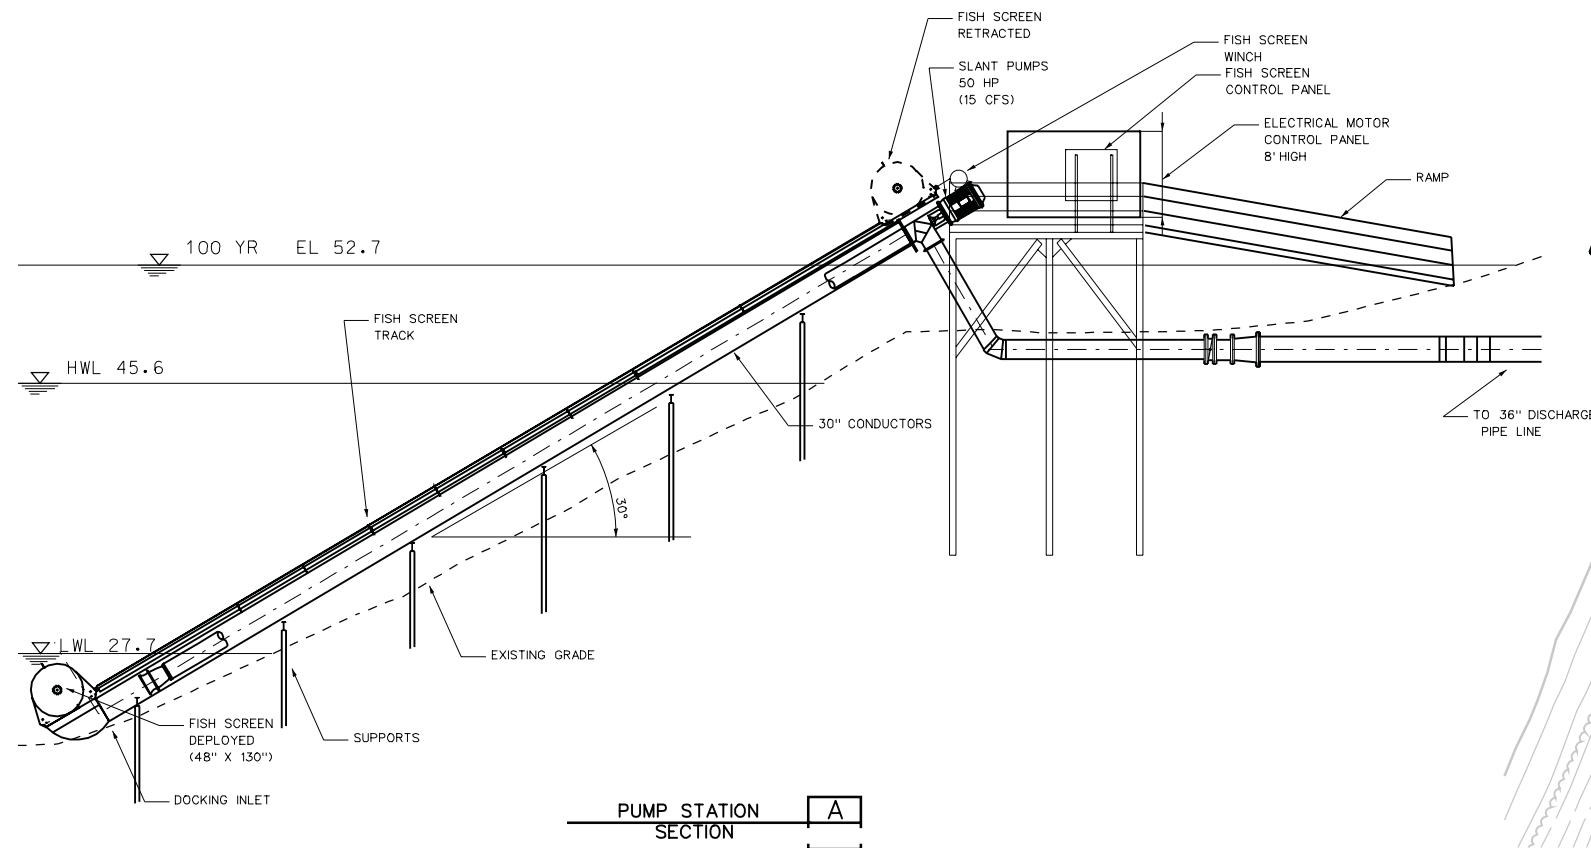 FISH SCREEN
RETRACTED
FISH SCREEN
WINCH
SLANT PUMPS
50 HP
(15 CFS)
FISH SCREEN
CONTROL PANEL
ELECTRICAL MOTOR
CONTROL PANEL
8' HIGH
RAMP
100 YR EL 52.7
FISH SCREEN
TRACK
HWL 45.6
30" CONDUCTORS
TO 36" DISCHARGE
PIPE LINE
30°
LWL 27.7
EXISTING GRADE
FISH SCREEN
DEPLOYED
(48" X 130")
SUPPORTS
DOCKING INLET
PUMP STATION
SECTION
A